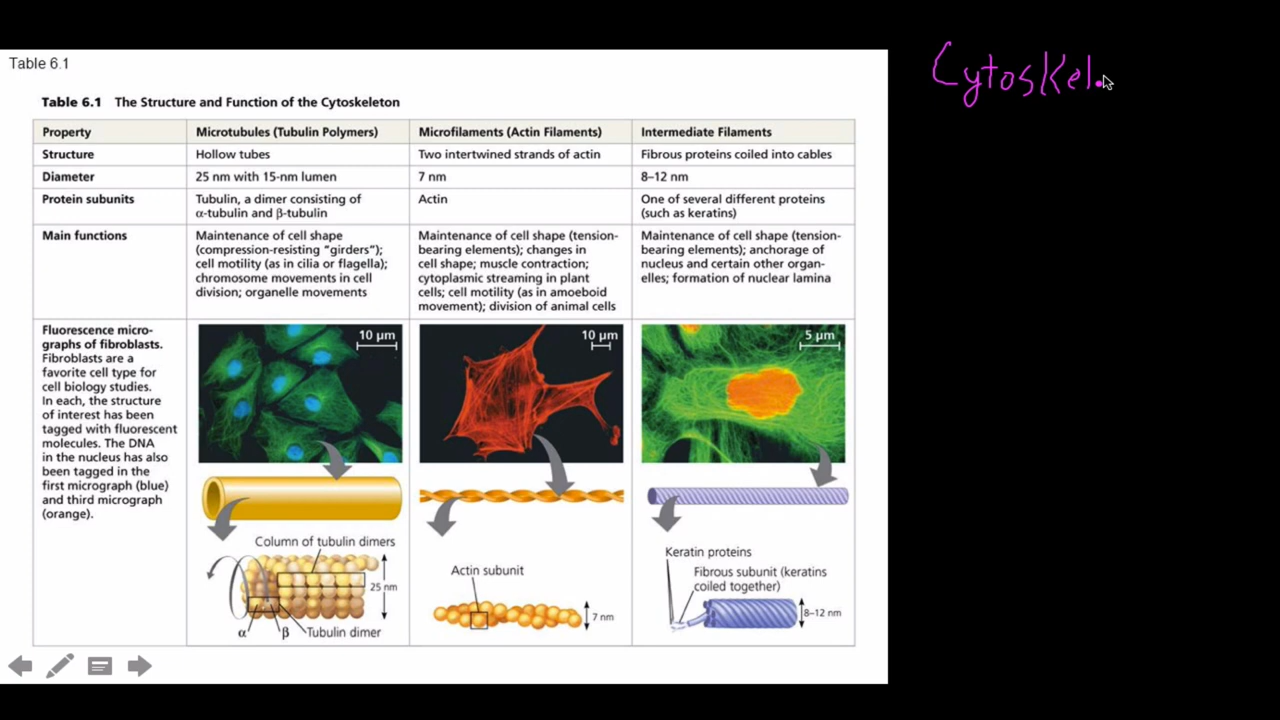 Table 6.1
Cytoskel
Table 6.1 The Structure and Function of the Cytoskeleton
Property
Microtubules (Tubulin Polymers)
Microfilaments (Actin Filaments)
Intermediate Filaments
Structure
Hollow tubes
Two intertwined strands of actin
Fibrous proteins coiled into cables
Diameter
25 nm with 15-nm lumen
7 nm
8–12 nm
Protein subunits
Tubulin, a dimer consisting of
α-tubulin and β-tubulin
Actin
One of several different proteins
(such as keratins)
Main functions
Maintenance of cell shape
(compression-resisting "girders");
cell motility (as in cilia or flagella);
chromosome movements in cell
division; organelle movements
Maintenance of cell shape (tension-
bearing elements); changes in
cell shape; muscle contraction;
cytoplasmic streaming in plant
cells; cell motility (as in amoeboid
movement); division of animal cells
Maintenance of cell shape (tension-
bearing elements); anchorage of
nucleus and certain other organ-
elles; formation of nuclear lamina
Fluorescence micro-
graphs of fibroblasts.
Fibroblasts are a
favorite cell type for
cell biology studies.
In each, the structure
of interest has been
tagged with fluorescent
molecules. The DNA
in the nucleus has also
been tagged in the
first micrograph (blue)
and third micrograph
(orange).
10 µm
10 µm
5 µm
Column of tubulin dimers
25 nm
α
β
Tubulin dimer
Actin subunit
7 nm
Keratin proteins
Fibrous subunit (keratins
coiled together)
8–12 nm